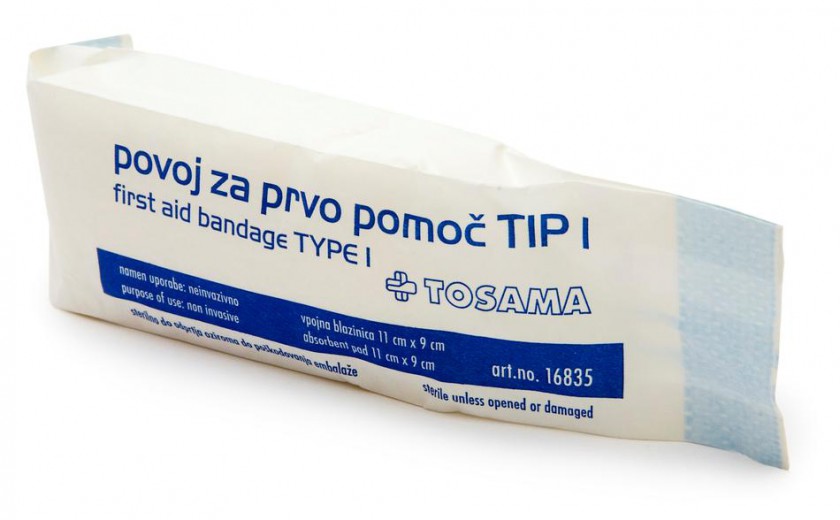 povoj za prvo pomoč TIP I
first aid bandage TYPE I
TOSAMA
namen uporabe: neinvazivno
purpose of use: non invasive
vpojna blazinica 11 cm x 9 cm
absorbent pad 11 cm x 9 cm
art.no. 16835
sterilno do odprtja oziroma do poškodovanja embalaže
sterile unless opened or damaged